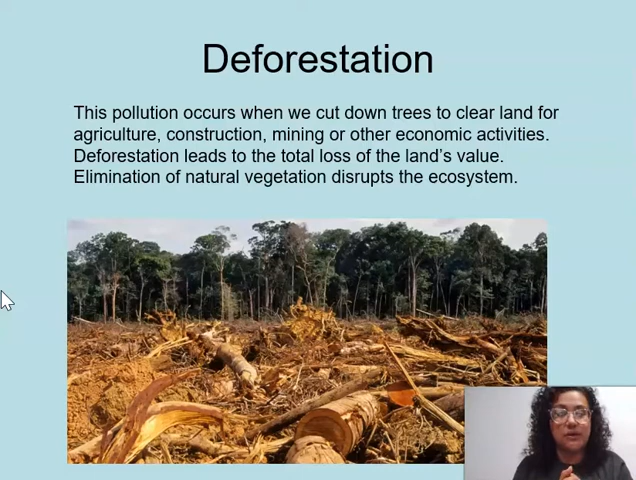 Deforestation
This pollution occurs when we cut down trees to clear land for
agriculture, construction, mining or other economic activities.
Deforestation leads to the total loss of the land’s value.
Elimination of natural vegetation disrupts the ecosystem.